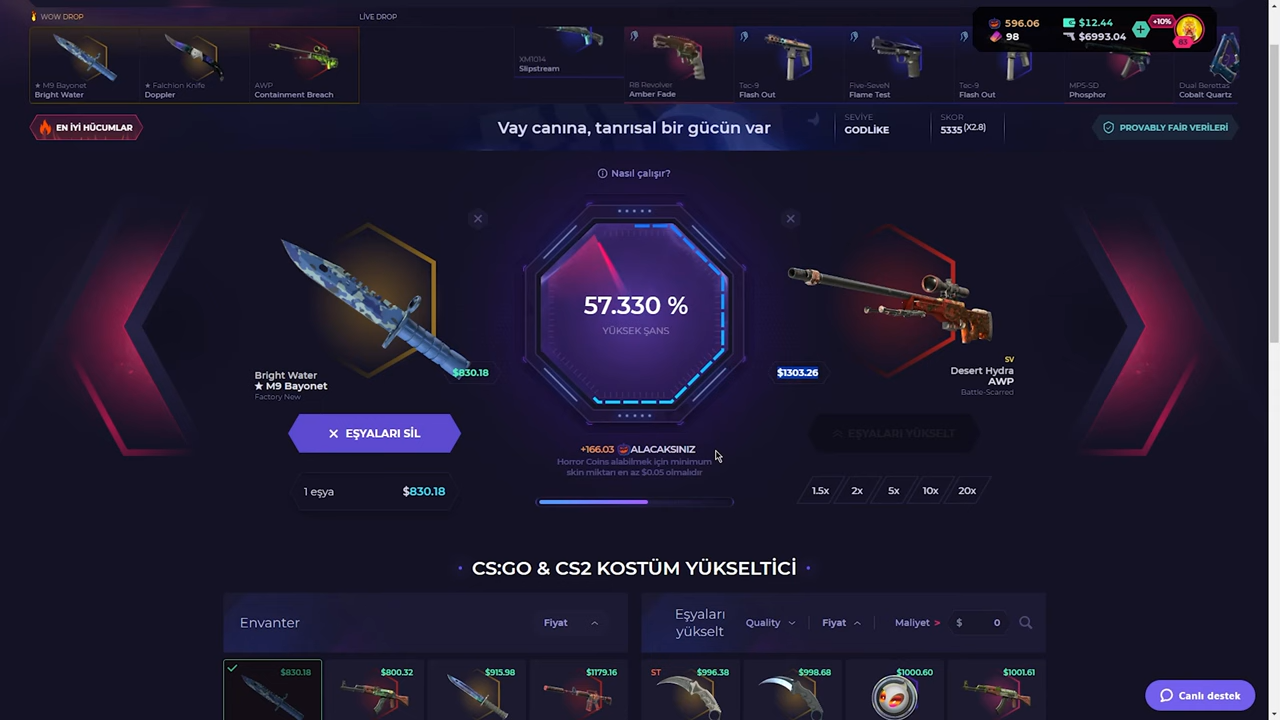 WOW DROP
LİVE DROP
596.06
98
$12.44
$6993.04
+10%
83
★ M9 Bayonet
Bright Water
★ Falchion Knife
Doppler
AWP
Containment Breach
XM1014
Slipstream
R8 Revolver
Amber Fade
Tec-9
Flash Out
Five-SeveN
Flame Test
Tec-9
Flash Out
MP5-SD
Phosphor
Dual Berettas
Cobalt Quartz
EN İYİ HÜCUMLAR
Vay canına, tanrısal bir gücün var
SEVİYE
GODLIKE
SKOR
5335 (X2.8)
PROVABLY FAIR VERİLERİ
Nasıl çalışır?
57.330 %
YÜKSEK ŞANS
$830.18
Bright Water
★ M9 Bayonet
Factory New
$1303.26
SV
Desert Hydra
AWP
Battle-Scarred
EŞYALARI SİL
EŞYALARI YÜKSELT
+166.03 ALACAKSINIZ
Horror Coins alabilmek için minimum
skin miktarı en az $0.05 olmalıdır
1 eşya $830.18
1.5x 2x 5x 10x 20x
CS:GO & CS2 KOSTÜM YÜKSELTİCİ
Envanter
Fiyat
Eşyaları
yükselt
Quality
Fiyat
Maliyet >
$ 0
$830.18
$800.32
$915.98
$1179.16
ST $996.38
$998.68
$1000.60
$1001.61
Canlı destek